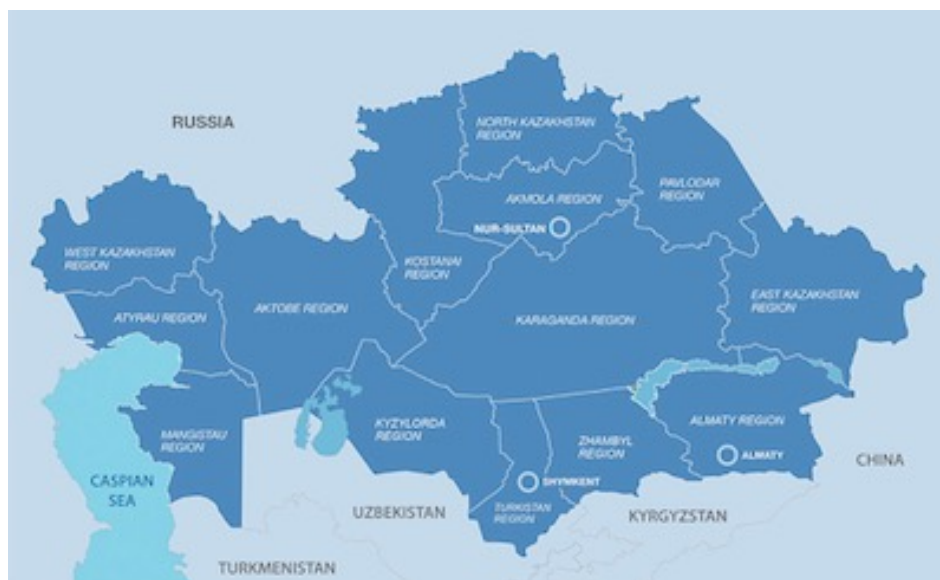 RUSSIA
NORTH KAZAKHSTAN
REGION
PAVLODAR
REGION
AKMOLA REGION
NUR-SULTAN
WEST KAZAKHSTAN
REGION
KOSTANAI
REGION
EAST KAZAKHSTAN
REGION
AKTOBE REGION
ATYRAU REGION
KARAGANDA REGION
KYZYLORDA
REGION
ALMATY REGION
MANGISTAU
REGION
ZHAMBYL
REGION
ALMATY
CHINA
CASPIAN
SEA
SHYMKENT
TURKISTAN
REGION
UZBEKISTAN
KYRGYZSTAN
TURKMENISTAN